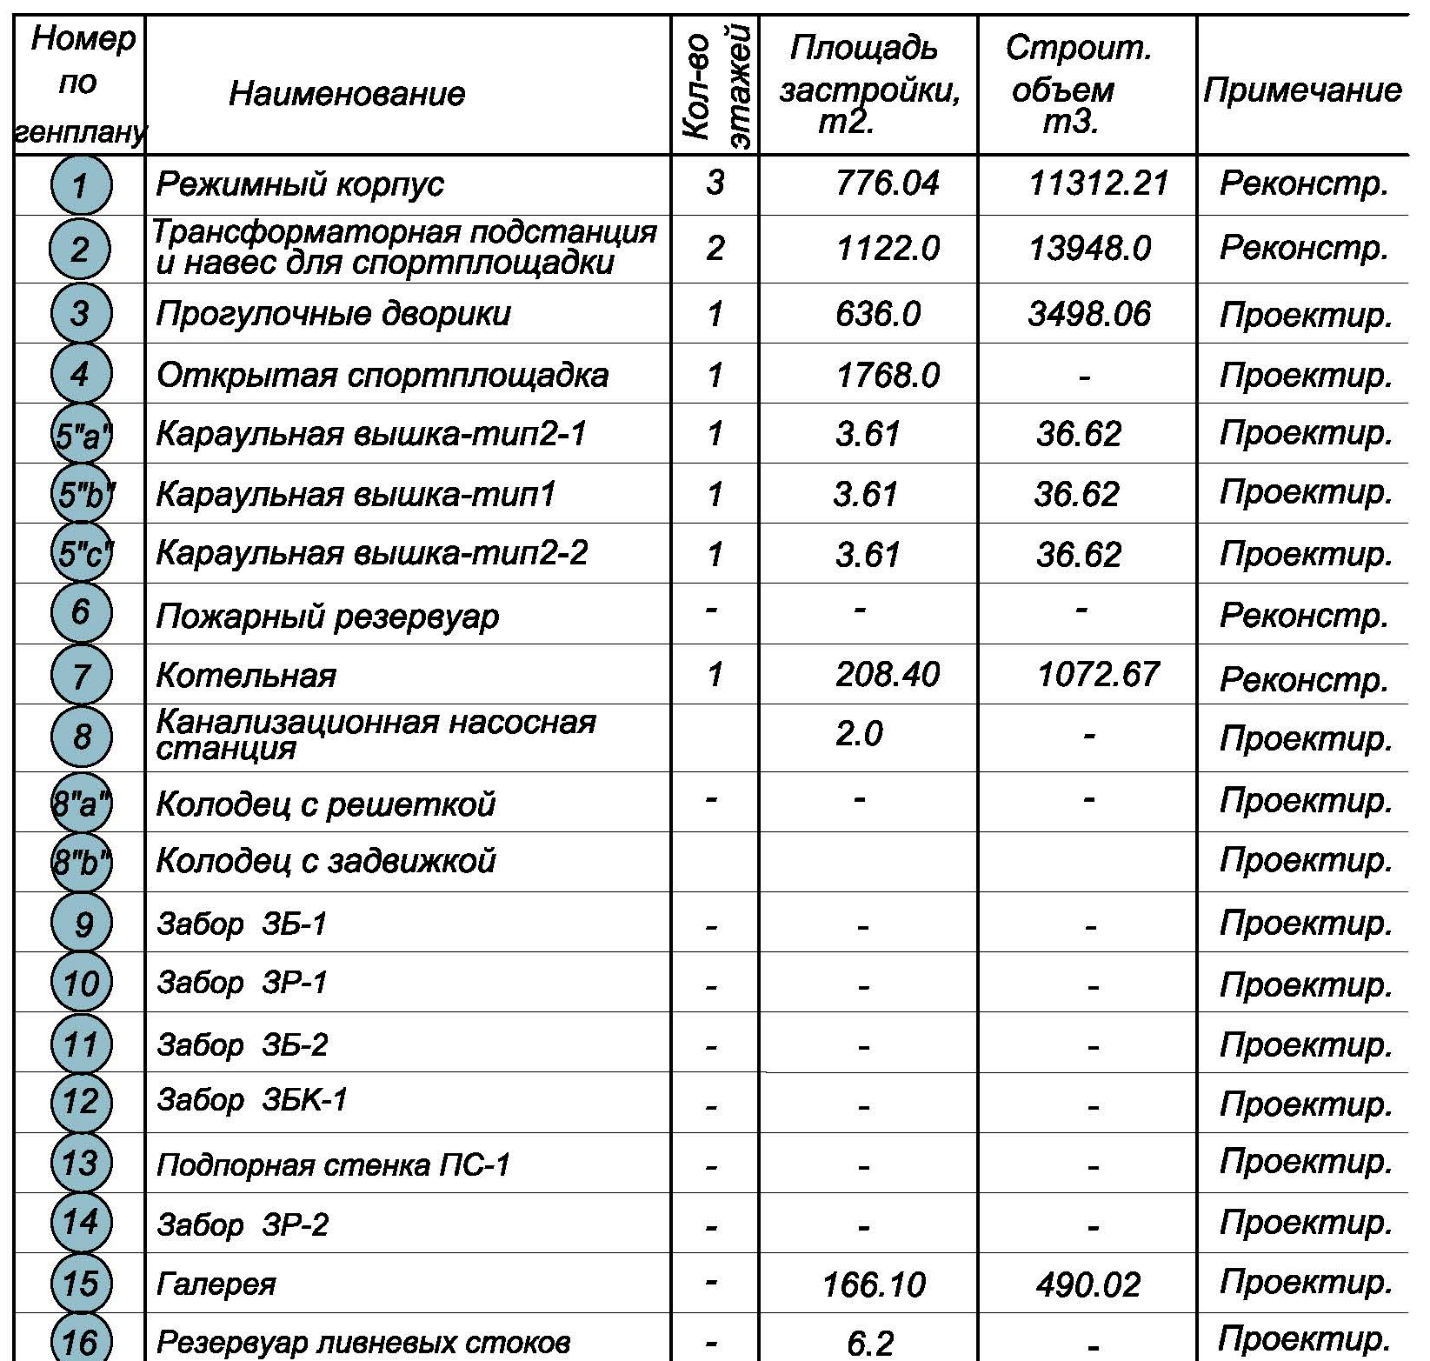 Номер по генплану Наименование Кол-во этажей Площадь застройки, m2. Строит. объем m3. Примечание
1 Режимный корпус 3 776.04 11312.21 Реконстр.
2 Трансформаторная подстанция и навес для спортплощадки 2 1122.0 13948.0 Реконстр.
3 Прогулочные дворики 1 636.0 3498.06 Проектир.
4 Открытая спортплощадка 1 1768.0 - Проектир.
5"a" Караульная вышка-тип2-1 1 3.61 36.62 Проектир.
5"b" Караульная вышка-тип1 1 3.61 36.62 Проектир.
5"c" Караульная вышка-тип2-2 1 3.61 36.62 Проектир.
6 Пожарный резервуар - - - Реконстр.
7 Котельная 1 208.40 1072.67 Реконстр.
8 Канализационная насосная станция 2.0 - Проектир.
8"a" Колодец с решеткой - - - Проектир.
8"b" Колодец с задвижкой Проектир.
9 Забор ЗБ-1 - - - Проектир.
10 Забор ЗР-1 - - - Проектир.
11 Забор ЗБ-2 - - - Проектир.
12 Забор ЗБК-1 - - - Проектир.
13 Подпорная стенка ПС-1 - - - Проектир.
14 Забор ЗР-2 - - - Проектир.
15 Галерея - 166.10 490.02 Проектир.
16 Резервуар ливневых стоков - 6.2 - Проектир.